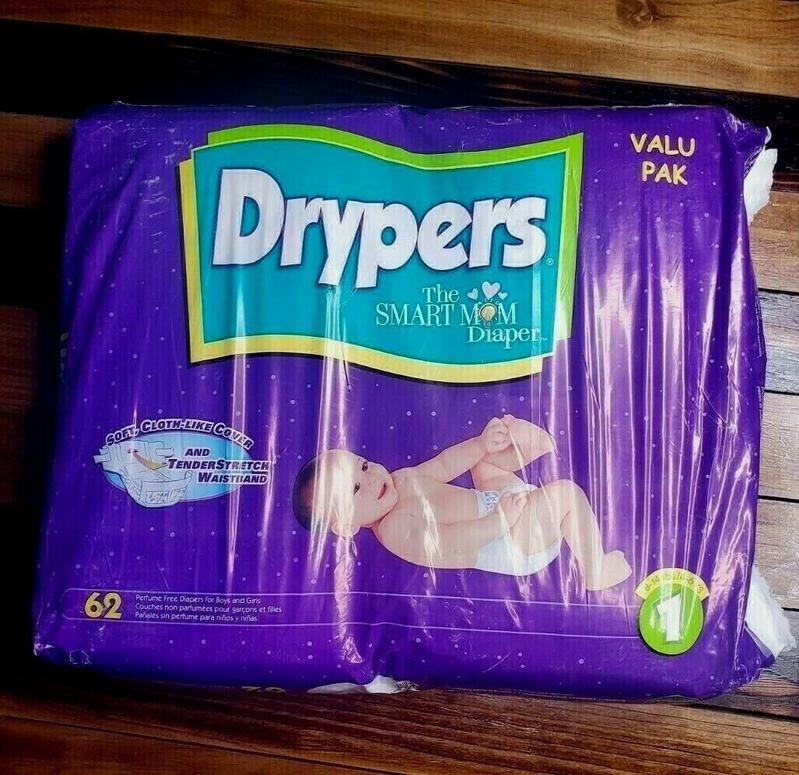 VALU
PAK
Drypers®
The
SMART MOM
Diaper™
SOFT, CLOTH-LIKE COVER
AND
TENDERSTRETCH
WAISTBAND
62
Perfume Free Diapers for Boys and Girls
Couches non parfumées pour garçons et filles
Pañales sin perfume para niños y niñas
1